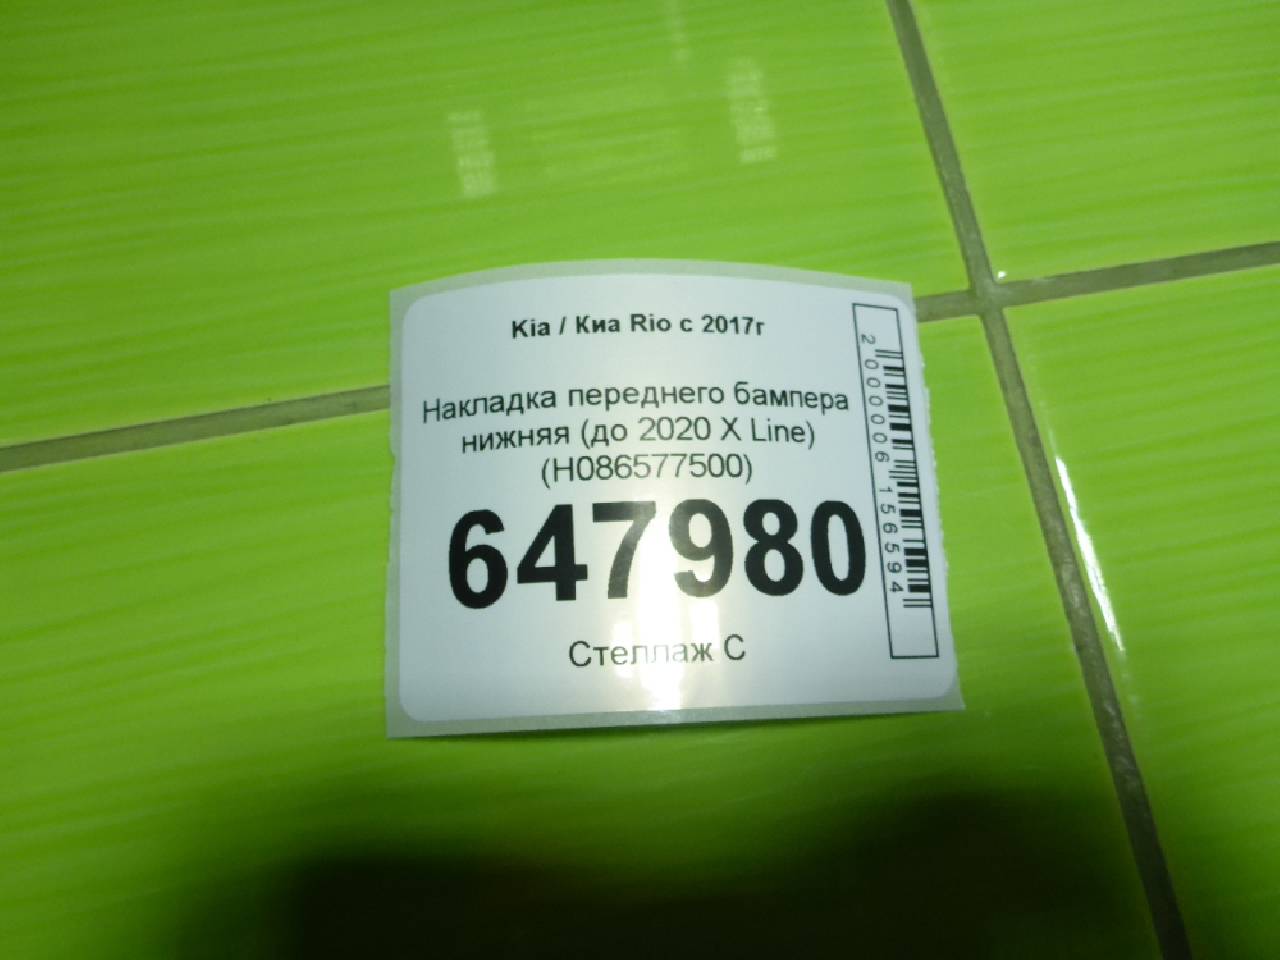 Kia / Киа Rio с 2017г
Накладка переднего бампера
нижняя (до 2020 X Line)
(H086577500)
647980
Стеллаж С
2000006156594